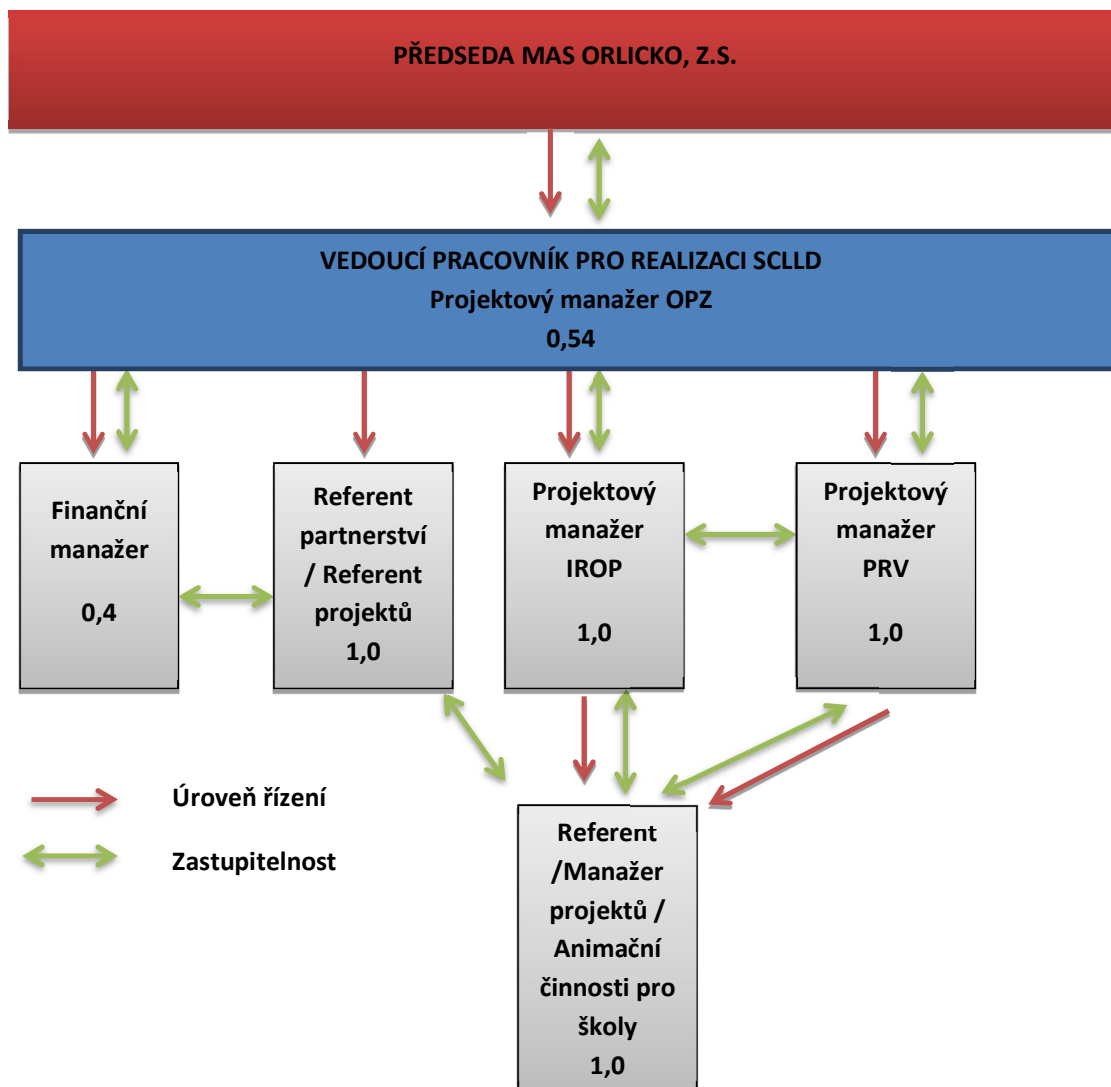 PŘEDSEDA MAS ORLICKO, Z.S.
VEDOUCÍ PRACOVNÍK PRO REALIZACI SCLLD
Projektový manažer OPZ
0,54
Finanční
manažer
0,4
Referent
partnerství
/ Referent
projektů
1,0
Projektový
manažer
IROP
1,0
Projektový
manažer
PRV
1,0
Úroveň řízení
Zastupitelnost
Referent
/Manažer
projektů /
Animační
činnosti pro
školy
1,0